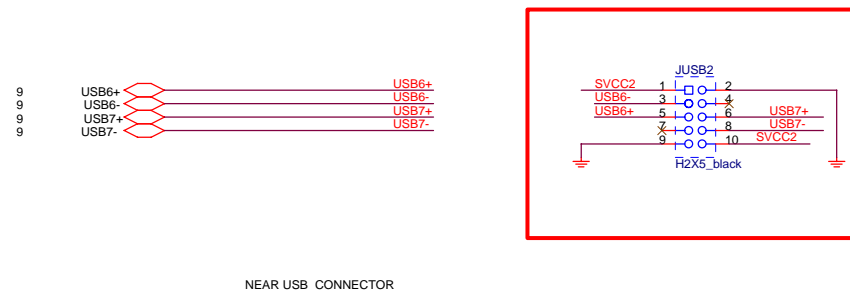 9 USB6+ USB6+
9 USB6- USB6-
9 USB7+ USB7+
9 USB7- USB7-
JUSB2
SVCC2 1 2
USB6- 3 4
USB6+ 5 6 USB7+
7 8 USB7-
9 10 SVCC2
H2X5_black
NEAR USB CONNECTOR